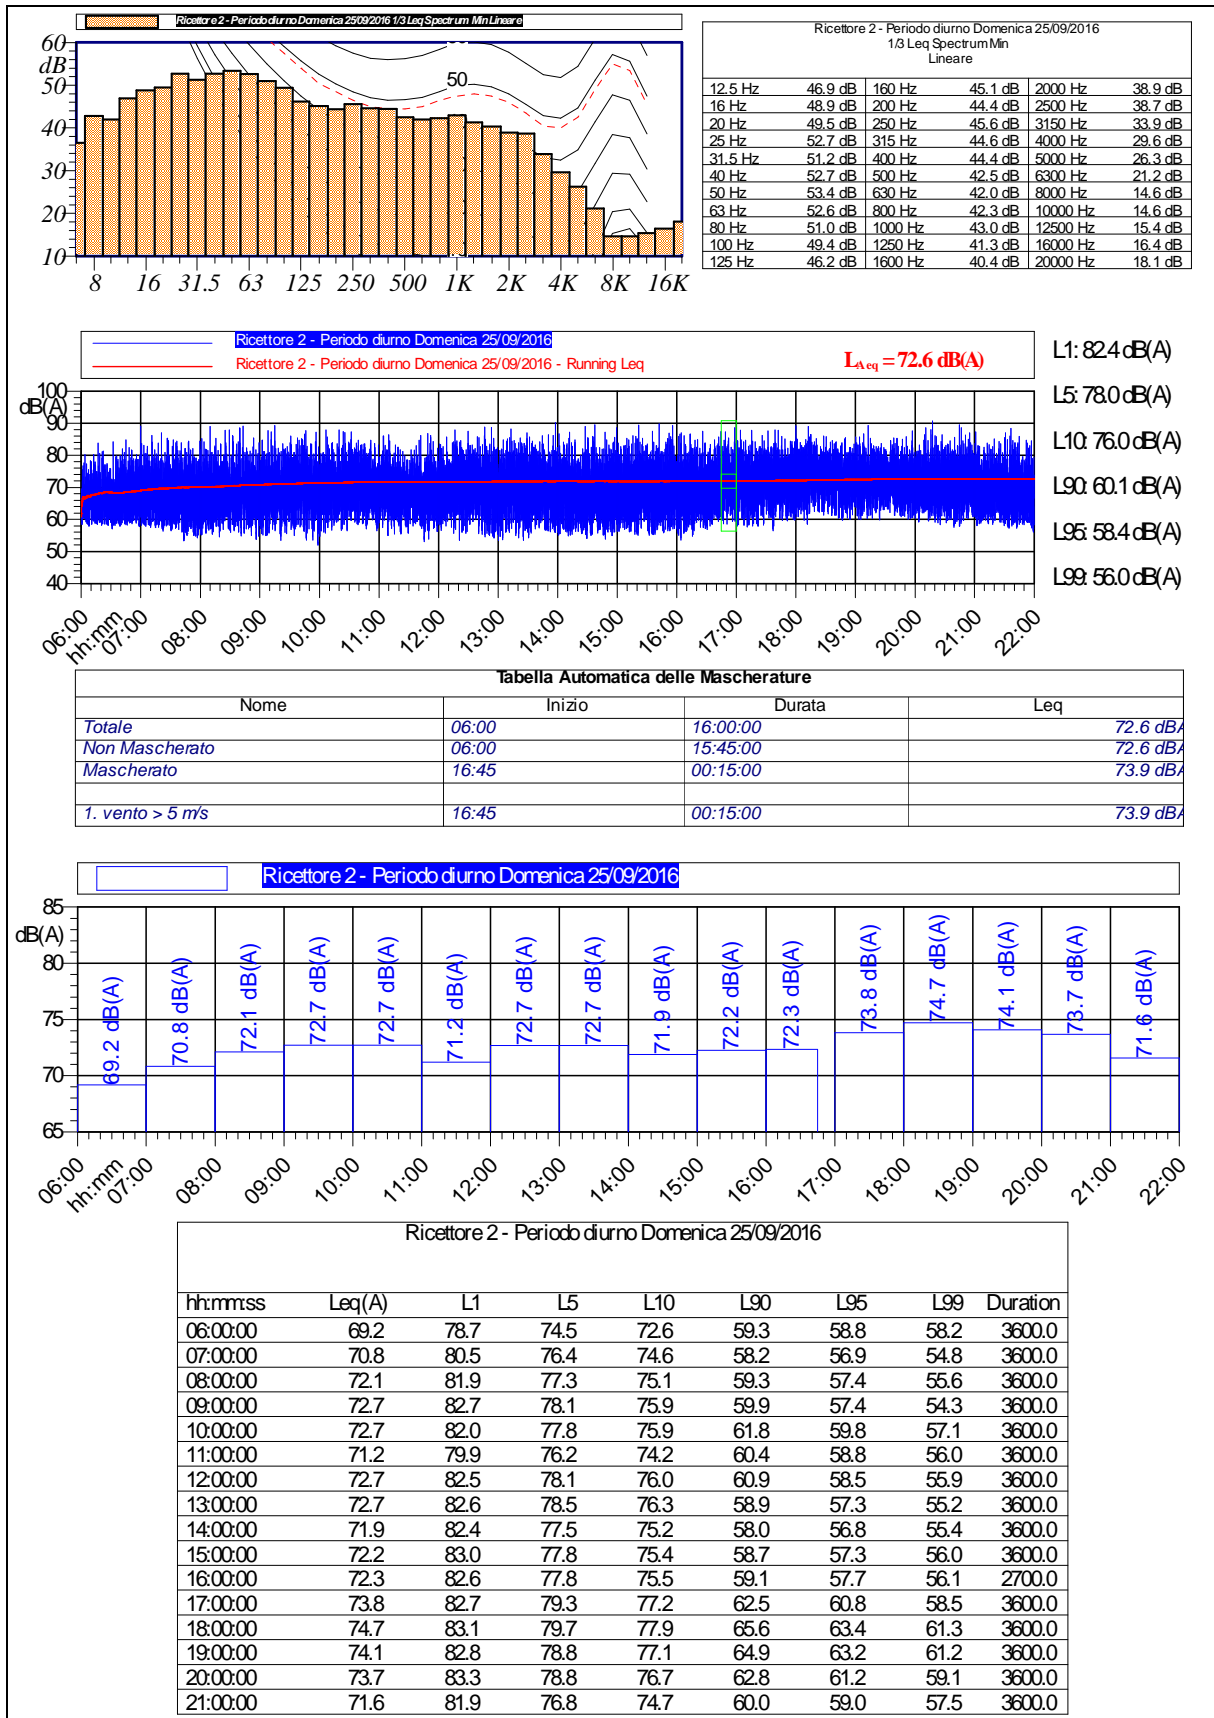 Ricettore 2 - Periodo diurno Domenica 25/09/2016 1/3 Leq Spectrum Min Lineare
60
dB
50
40
30
20
10
50
8 16 31.5 63 125 250 500 1K 2K 4K 8K 16K
Ricettore 2 - Periodo diurno Domenica 25/09/2016
1/3 Leq Spectrum Min
Lineare
12.5 Hz 46.9 dB 160 Hz 45.1 dB 2000 Hz 38.9 dB
16 Hz 48.9 dB 200 Hz 44.4 dB 2500 Hz 38.7 dB
20 Hz 49.5 dB 250 Hz 45.6 dB 3150 Hz 33.9 dB
25 Hz 52.7 dB 315 Hz 44.6 dB 4000 Hz 29.6 dB
31.5 Hz 51.2 dB 400 Hz 44.4 dB 5000 Hz 26.3 dB
40 Hz 52.7 dB 500 Hz 42.5 dB 6300 Hz 21.2 dB
50 Hz 53.4 dB 630 Hz 42.0 dB 8000 Hz 14.6 dB
63 Hz 52.6 dB 800 Hz 42.3 dB 10000 Hz 14.6 dB
80 Hz 51.0 dB 1000 Hz 43.0 dB 12500 Hz 15.4 dB
100 Hz 49.4 dB 1250 Hz 41.3 dB 16000 Hz 16.4 dB
125 Hz 46.2 dB 1600 Hz 40.4 dB 20000 Hz 18.1 dB
Ricettore 2 - Periodo diurno Domenica 25/09/2016
Ricettore 2 - Periodo diurno Domenica 25/09/2016 - Running Leq
LAeq = 72.6 dB(A)
L1: 82.4 dB(A)
L5: 78.0 dB(A)
L10: 76.0 dB(A)
L90: 60.1 dB(A)
L95: 58.4 dB(A)
L99: 56.0 dB(A)
100
dB(A)
90
80
70
60
50
40
06:00 07:00 08:00 09:00 10:00 11:00 12:00 13:00 14:00 15:00 16:00 17:00 18:00 19:00 20:00 21:00 22:00
hh:mm
Tabella Automatica delle Mascherature
Nome Inizio Durata Leq
Totale 06:00 16:00:00 72.6 dBA
Non Mascherato 06:00 15:45:00 72.6 dBA
Mascherato 16:45 00:15:00 73.9 dBA
1. vento > 5 m/s 16:45 00:15:00 73.9 dBA
Ricettore 2 - Periodo diurno Domenica 25/09/2016
85
dB(A)
80
75
70
65
69.2 dB(A) 70.8 dB(A) 72.1 dB(A) 72.7 dB(A) 72.7 dB(A) 71.2 dB(A) 72.7 dB(A) 72.7 dB(A) 71.9 dB(A) 72.2 dB(A) 72.3 dB(A) 73.8 dB(A) 74.7 dB(A) 74.1 dB(A) 73.7 dB(A) 71.6 dB(A)
06:00 07:00 08:00 09:00 10:00 11:00 12:00 13:00 14:00 15:00 16:00 17:00 18:00 19:00 20:00 21:00 22:00
hh:mm
Ricettore 2 - Periodo diurno Domenica 25/09/2016
hh:mm:ss Leq(A) L1 L5 L10 L90 L95 L99 Duration
06:00:00 69.2 78.7 74.5 72.6 59.3 58.8 58.2 3600.0
07:00:00 70.8 80.5 76.4 74.6 58.2 56.9 54.8 3600.0
08:00:00 72.1 81.9 77.3 75.1 59.3 57.4 55.6 3600.0
09:00:00 72.7 82.7 78.1 75.9 59.9 57.4 54.3 3600.0
10:00:00 72.7 82.0 77.8 75.9 61.8 59.8 57.1 3600.0
11:00:00 71.2 79.9 76.2 74.2 60.4 58.8 56.0 3600.0
12:00:00 72.7 82.5 78.1 76.0 60.9 58.5 55.9 3600.0
13:00:00 72.7 82.6 78.5 76.3 58.9 57.3 55.2 3600.0
14:00:00 71.9 82.4 77.5 75.2 58.0 56.8 55.4 3600.0
15:00:00 72.2 83.0 77.8 75.4 58.7 57.3 56.0 3600.0
16:00:00 72.3 82.6 77.8 75.5 59.1 57.7 56.1 2700.0
17:00:00 73.8 82.7 79.3 77.2 62.5 60.8 58.5 3600.0
18:00:00 74.7 83.1 79.7 77.9 65.6 63.4 61.3 3600.0
19:00:00 74.1 82.8 78.8 77.1 64.9 63.2 61.2 3600.0
20:00:00 73.7 83.3 78.8 76.7 62.8 61.2 59.1 3600.0
21:00:00 71.6 81.9 76.8 74.7 60.0 59.0 57.5 3600.0